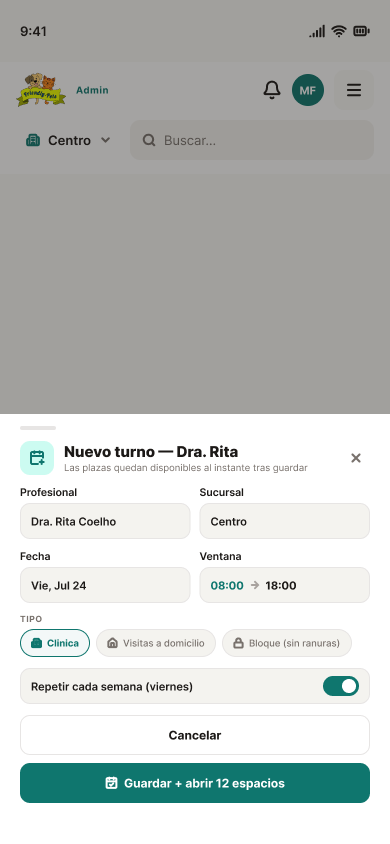 9:41
Friendly-Pets
Admin
MF
Centro
Buscar...
Nuevo turno — Dra. Rita
Las plazas quedan disponibles al instante tras guardar
Profesional
Sucursal
Dra. Rita Coelho
Centro
Fecha
Ventana
Vie, Jul 24
08:00 → 18:00
TIPO
Clinica
Visitas a domicilio
Bloque (sin ranuras)
Repetir cada semana (viernes)
Cancelar
Guardar + abrir 12 espacios